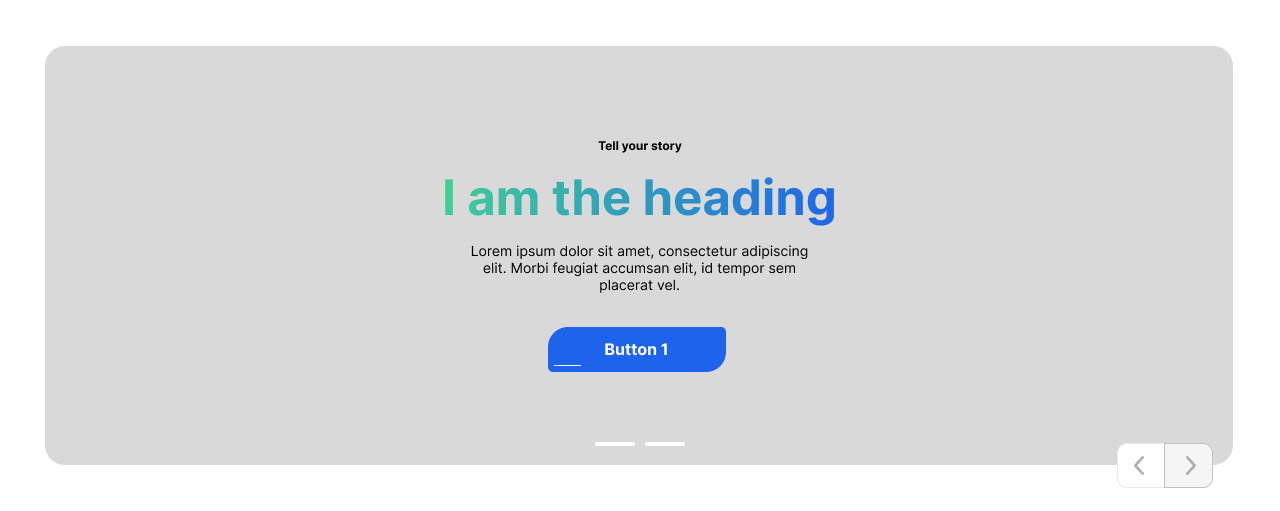 Tell your story
I am the heading
Lorem ipsum dolor sit amet, consectetur adipiscing
elit. Morbi feugiat accumsan elit, id tempor sem
placerat vel.
Button 1